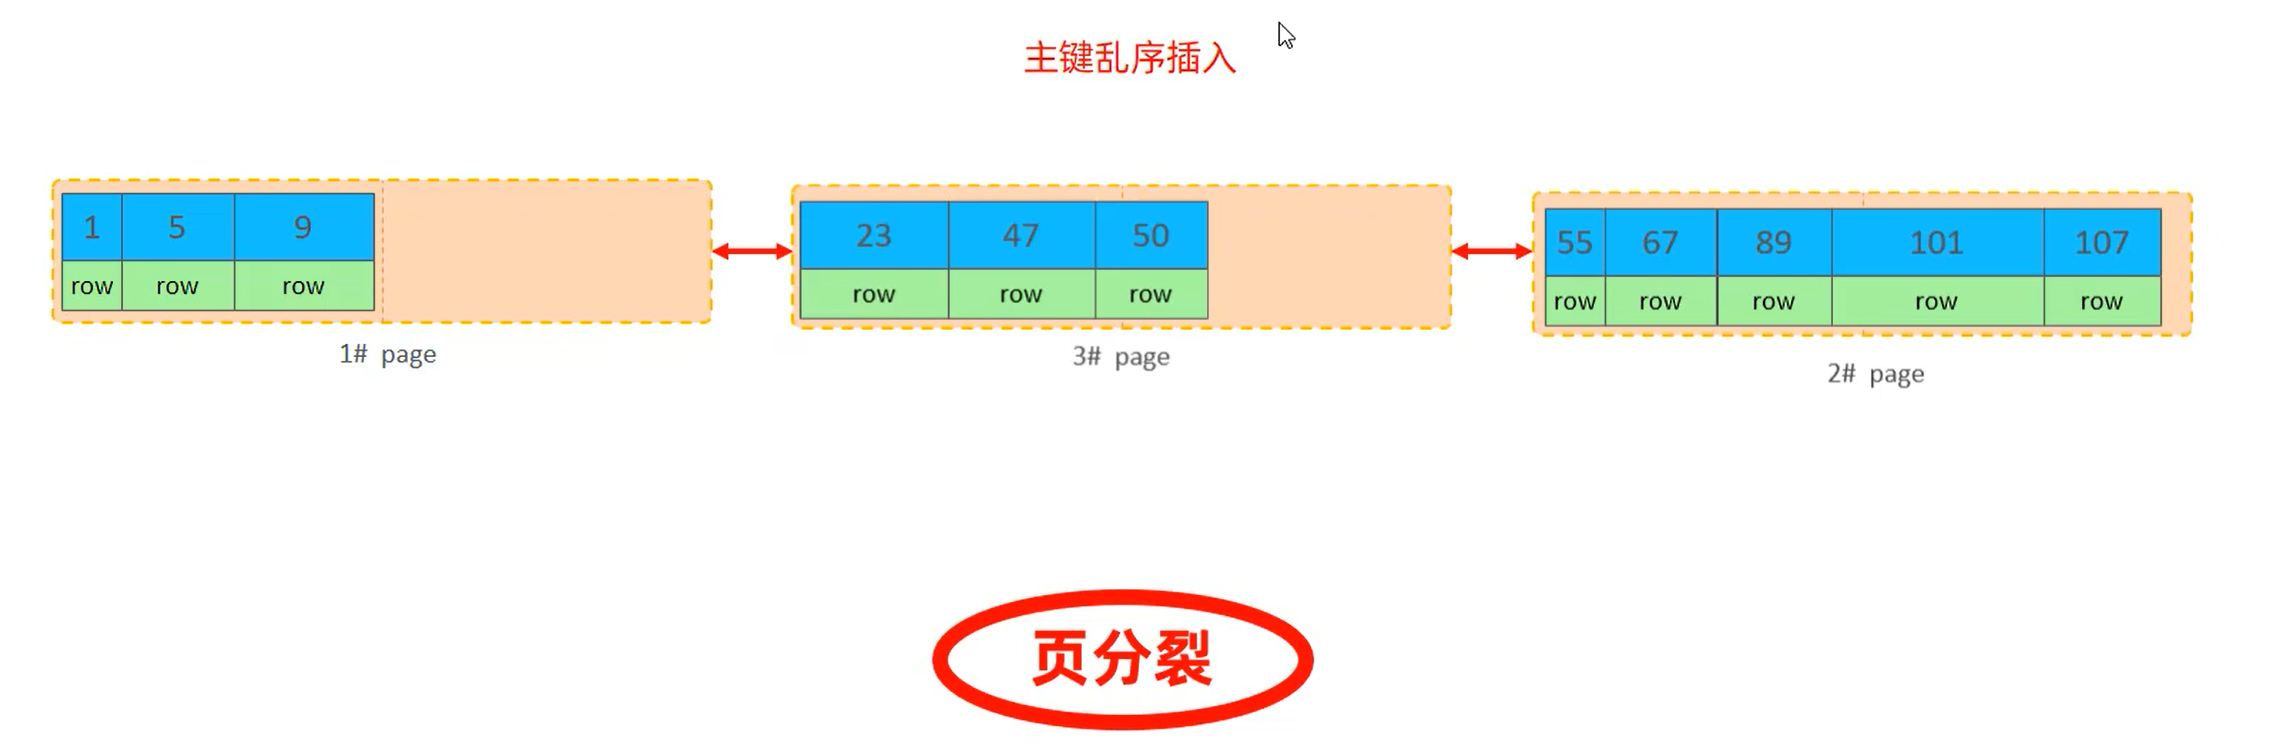 主键乱序插入
1 5 9
row row row
1# page
23 47 50
row row row
3# page
55 67 89 101 107
row row row row row
2# page
页分裂